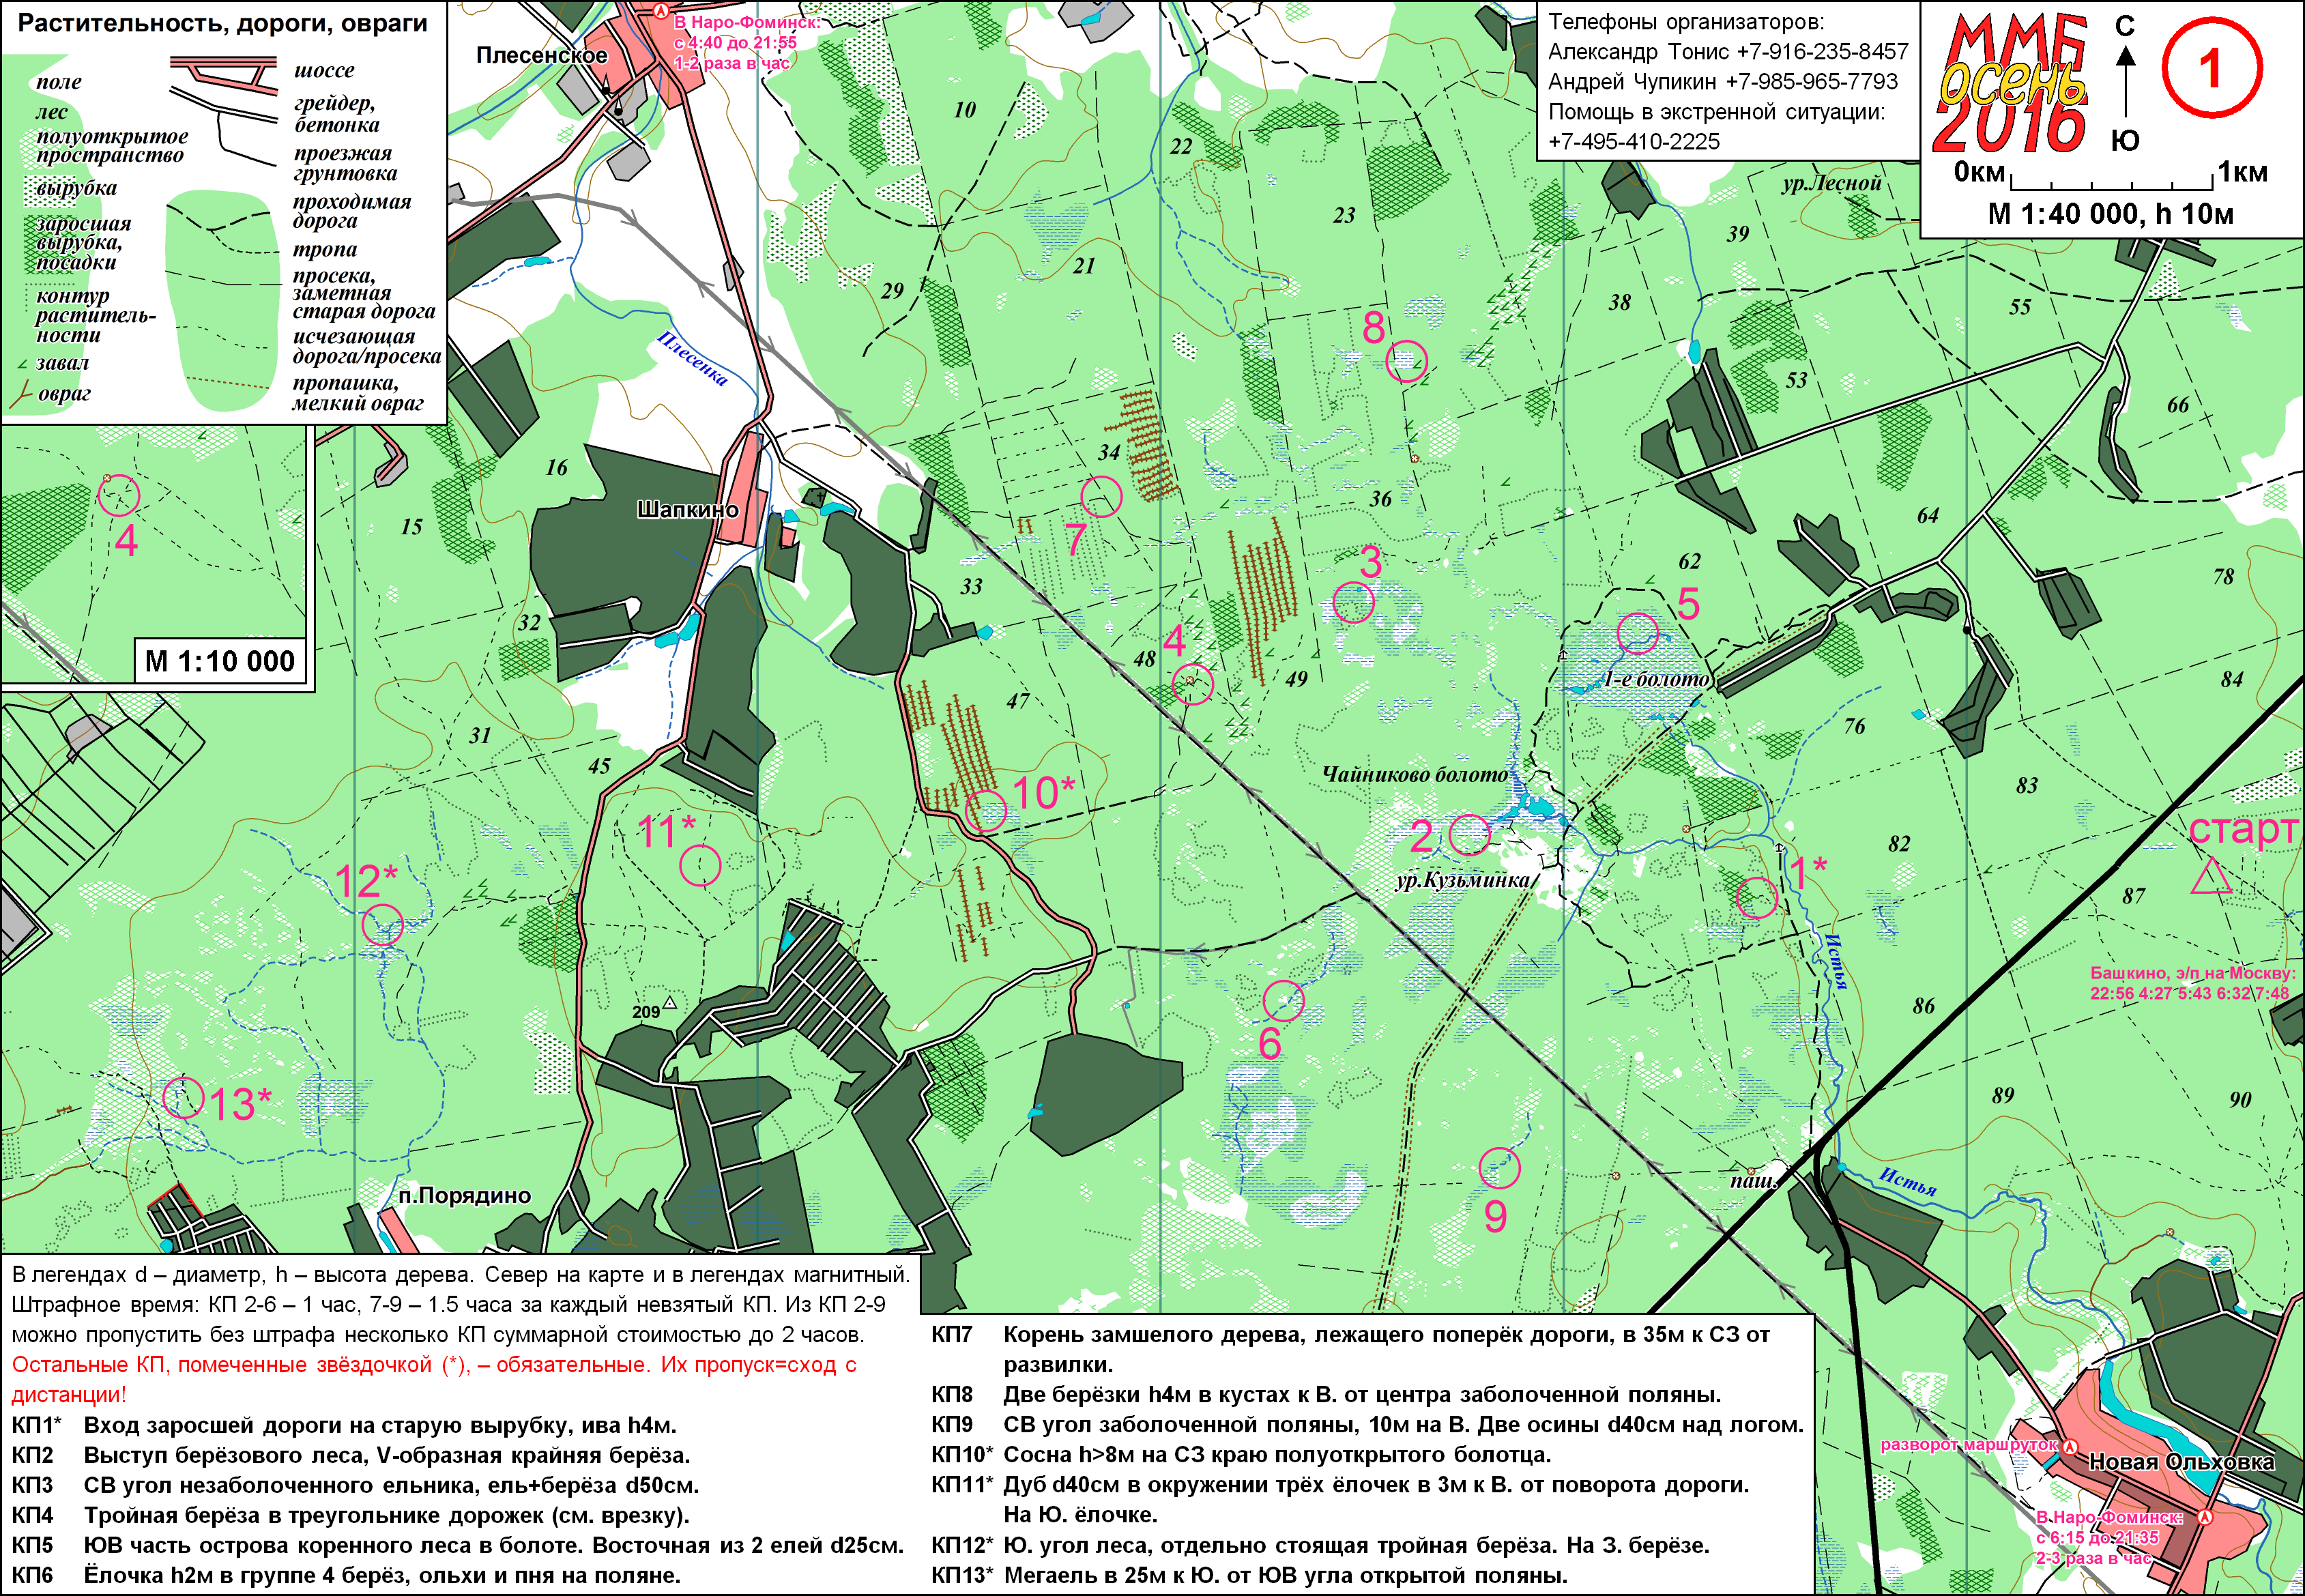 Растительность, дороги, овраги
поле
лес
полуоткрытое
пространство
вырубка
заросшая
вырубка,
посадки
контур
раститель-
ности
завал
овраг
шоссе
грейдер,
бетонка
проезжая
грунтовка
проходимая
дорога
тропа
просека,
заметная
старая дорога
исчезающая
дорога/просека
пропашка,
мелкий овраг
4
М 1:10 000
Плесенское
В Наро-Фоминск:
с 4:40 до 21:55
1-2 раза в час
Телефоны организаторов:
Александр Тонис +7-916-235-8457
Андрей Чупикин +7-985-965-7793
Помощь в экстренной ситуации:
+7-495-410-2225
ММБ
осень
2016
С
Ю
1
0км
1км
М 1:40 000, h 10м
10
22
23
ур.Лесной
39
21
29
38
55
Плесенка
8
53
66
34
16
Шапкино
15
7
36
64
62
3
33
5
78
32
4
48
49
1-е болото
84
47
31
45
76
Чайниково болото
83
10*
11*
2
старт
82
12*
ур.Кузьминка
1*
87
Истья
Башкино, э/п на Москву:
22:56 4:27 5:43 6:32 7:48
209
6
86
13*
89
90
п.Порядино
9
паш.
Истья
разворот маршруток
Новая Ольховка
В Наро-Фоминск:
с 6:15 до 21:35
2-3 раза в час
В легендах d – диаметр, h – высота дерева. Север на карте и в легендах магнитный.
Штрафное время: КП 2-6 – 1 час, 7-9 – 1.5 часа за каждый невзятый КП. Из КП 2-9
можно пропустить без штрафа несколько КП суммарной стоимостью до 2 часов.
Остальные КП, помеченные звёздочкой (*), – обязательные. Их пропуск=сход с
дистанции!
КП1* Вход заросшей дороги на старую вырубку, ива h4м.
КП2 Выступ берёзового леса, V-образная крайняя берёза.
КП3 СВ угол незаболоченного ельника, ель+берёза d50см.
КП4 Тройная берёза в треугольнике дорожек (см. врезку).
КП5 ЮВ часть острова коренного леса в болоте. Восточная из 2 елей d25см.
КП6 Ёлочка h2м в группе 4 берёз, ольхи и пня на поляне.
КП7 Корень замшелого дерева, лежащего поперёк дороги, в 35м к СЗ от
развилки.
КП8 Две берёзки h4м в кустах к В. от центра заболоченной поляны.
КП9 СВ угол заболоченной поляны, 10м на В. Две осины d40см над логом.
КП10* Сосна h>8м на СЗ краю полуоткрытого болотца.
КП11* Дуб d40см в окружении трёх ёлочек в 3м к В. от поворота дороги.
На Ю. ёлочке.
КП12* Ю. угол леса, отдельно стоящая тройная берёза. На З. берёзе.
КП13* Мегаель в 25м к Ю. от ЮВ угла открытой поляны.